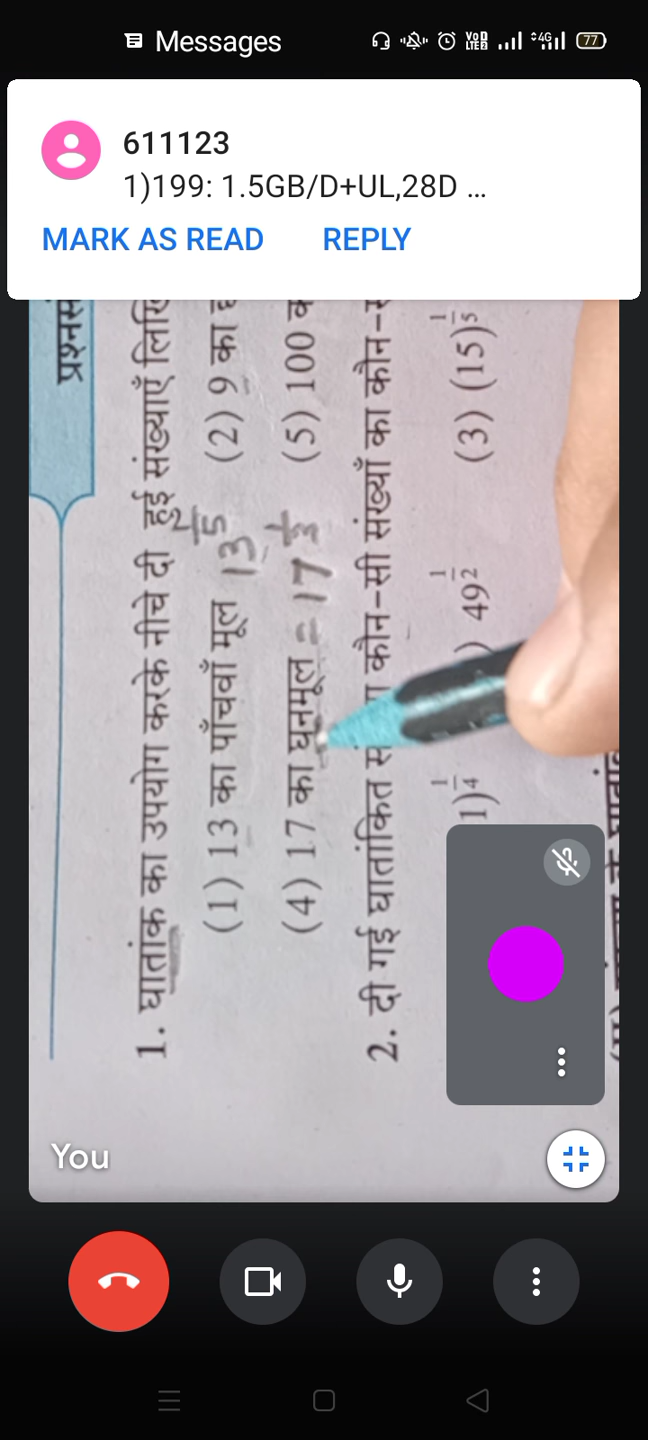 Messages
77
611123
1)199: 1.5GB/D+UL,28D ...
MARK AS READ REPLY
1. घातांक का उपयोग करके नीचे दी हुई संख्याएँ
(1) 13 का पाँचवाँ मूल 13^1/5 (2) 9 का
(4) 17 का घनमूल = 17^1/3 (5) 100
2. दी गई घातांकित कौन-सी संख्याँ का कौन-
49^1/2 (3) (15)^1/5
You